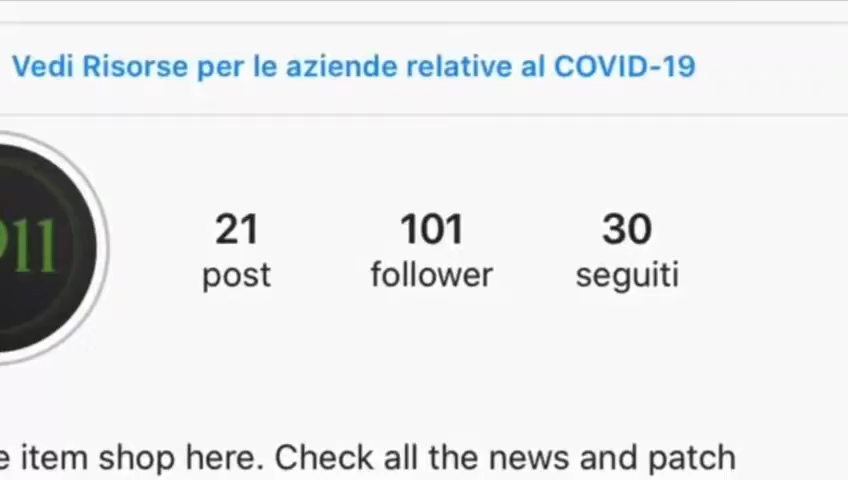 Vedi Risorse per le aziende relative al COVID-19
21 101 30
post follower seguiti
11
item shop here. Check all the news and patch